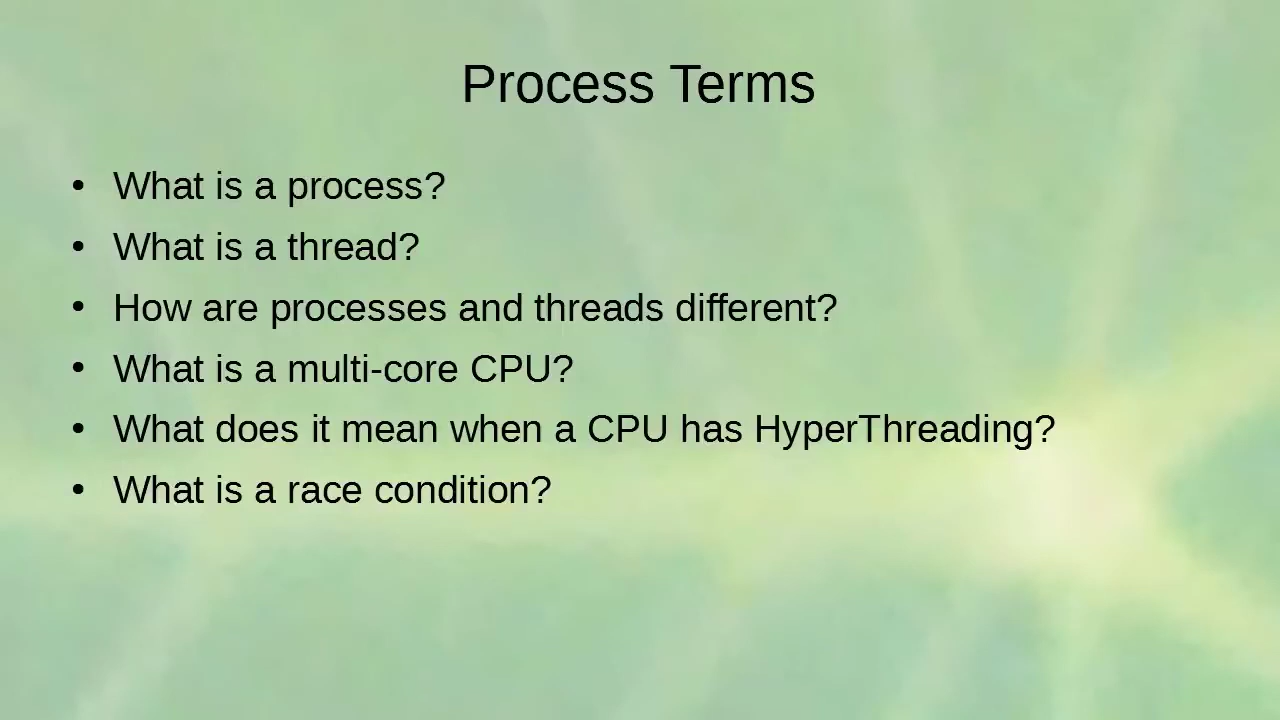 Process Terms
• What is a process?
• What is a thread?
• How are processes and threads different?
• What is a multi-core CPU?
• What does it mean when a CPU has HyperThreading?
• What is a race condition?